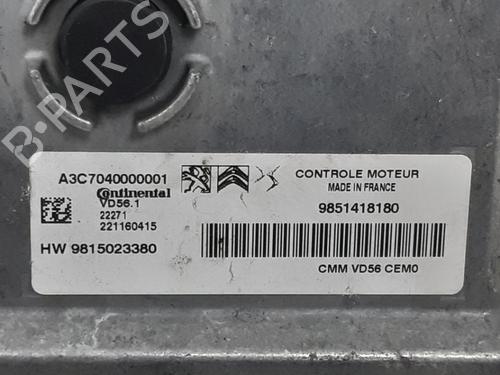 B-PARTS
A3C7040000001
Continental
VD56.1
22271
221160415
HW 9815023380
CONTROLE MOTEUR
MADE IN FRANCE
9851418180
CMM VD56 CEM0